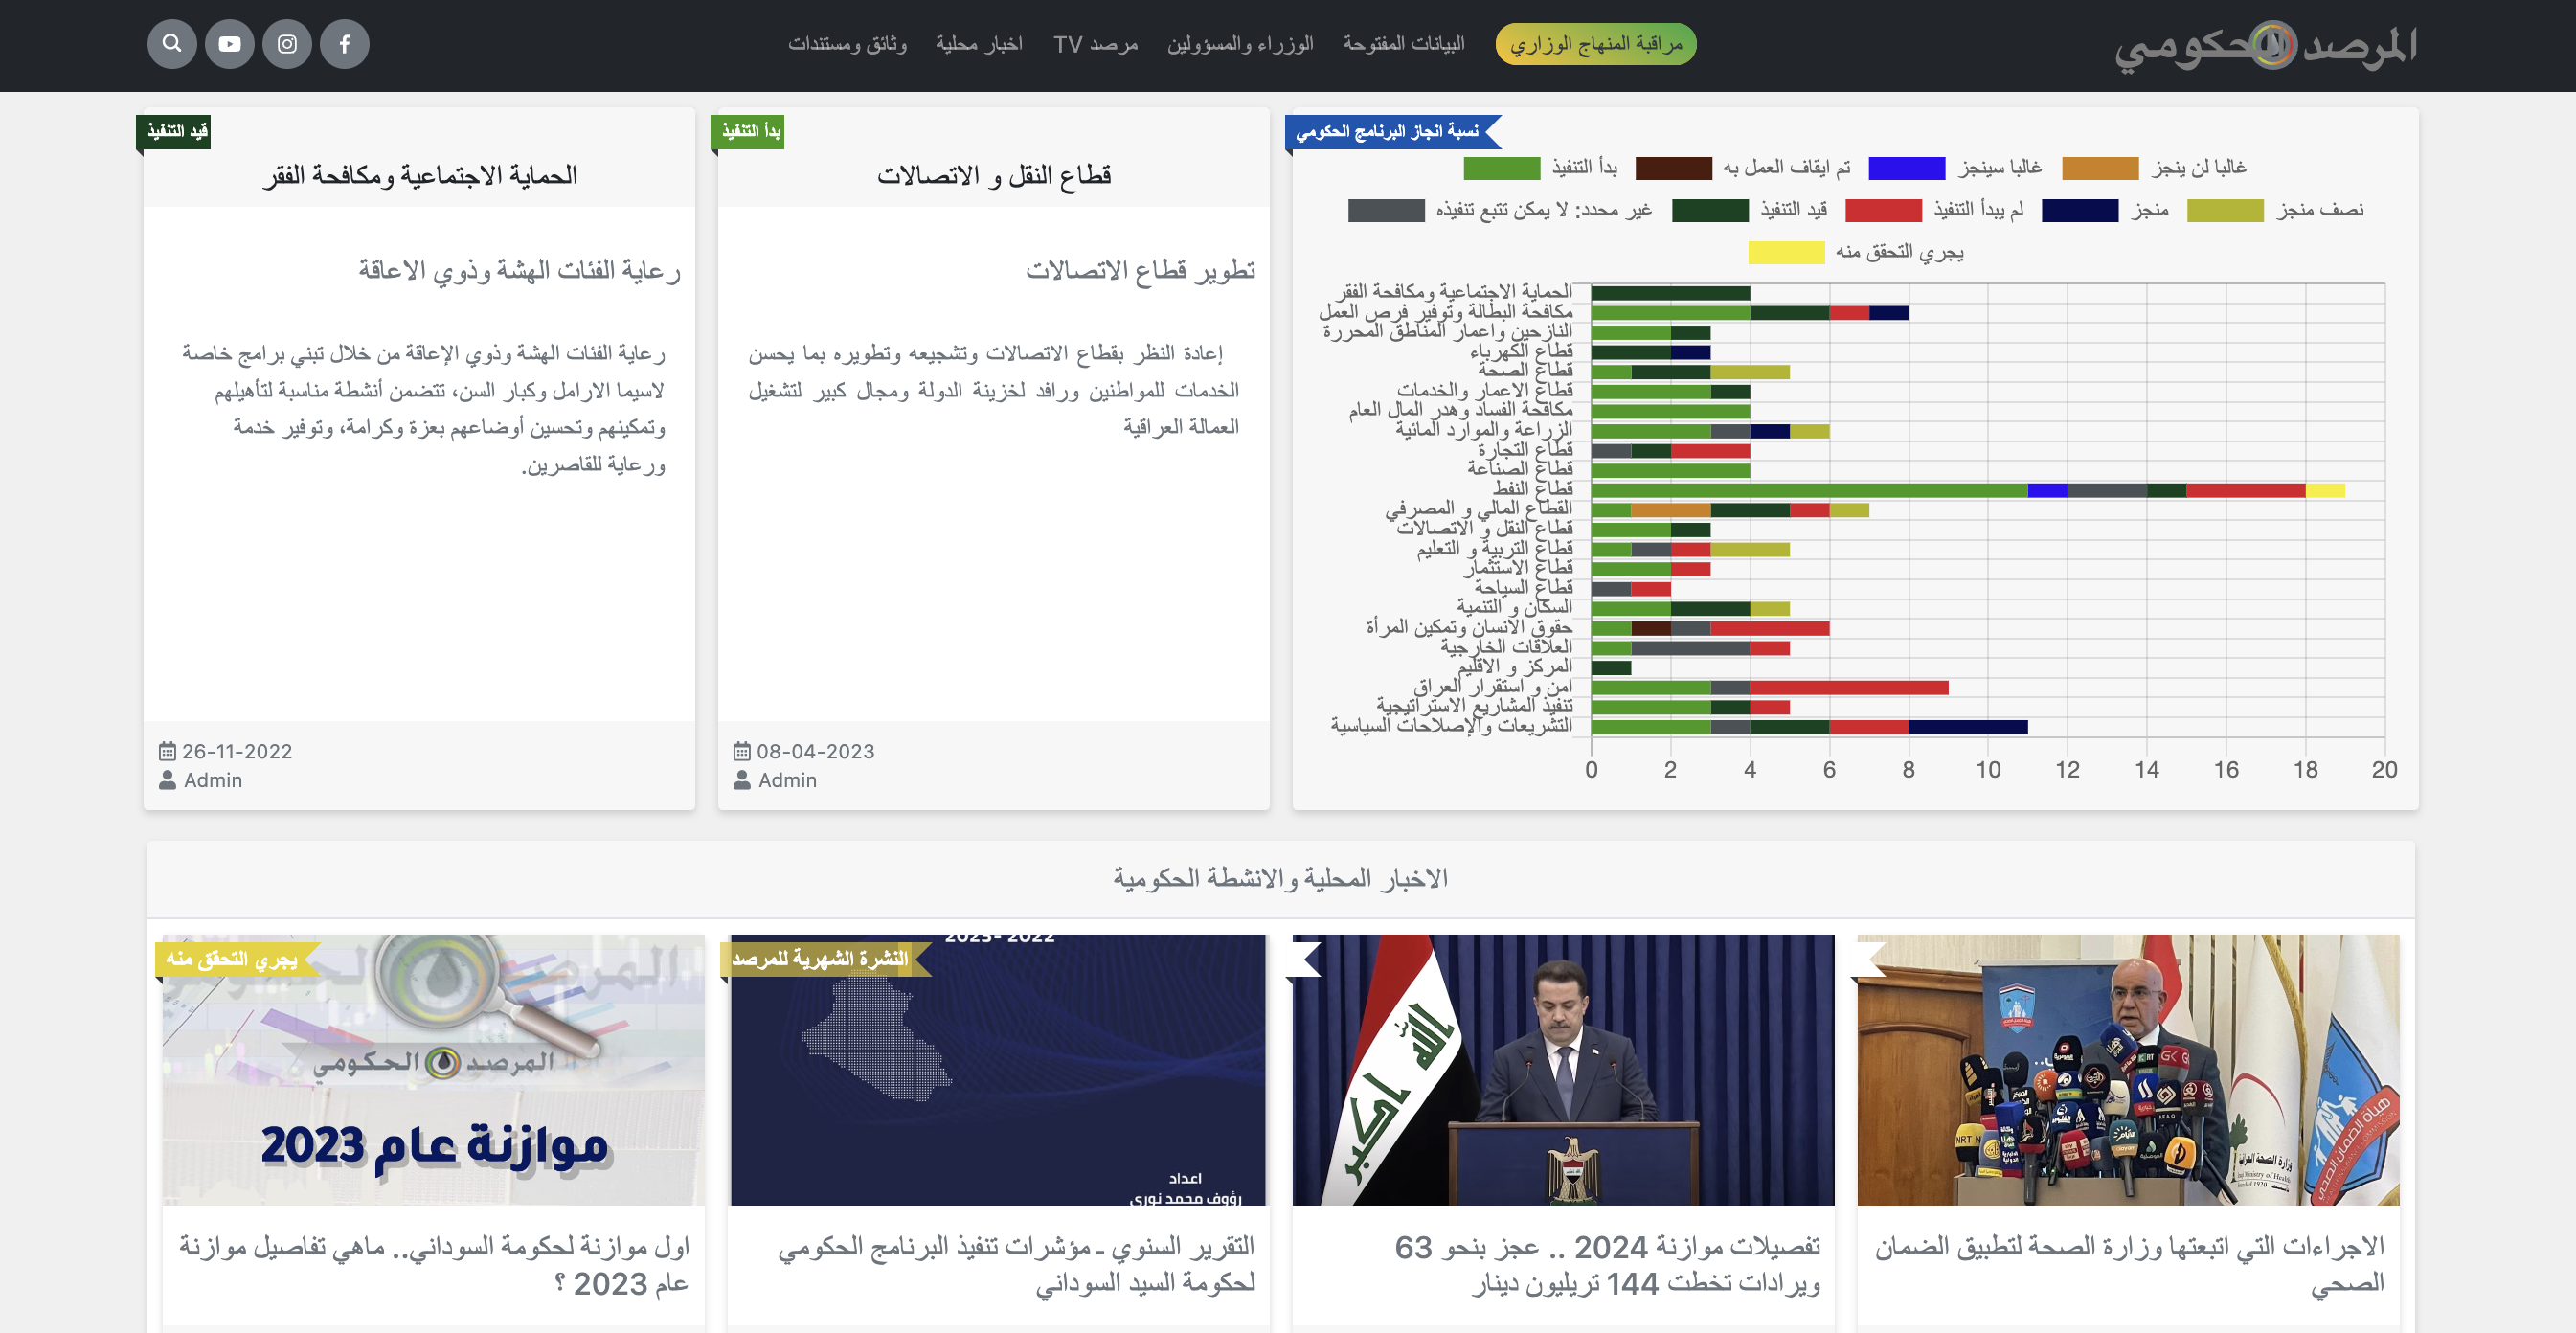 المرصد الحكومي
مراقبة المنهاج الوزاري
البيانات المفتوحة
الوزراء والمسؤولين
مرصد TV
اخبار محلية
وثائق ومستندات
نسبة انجاز البرنامج الحكومي
بدأ التنفيذ
تم ايقاف العمل به
غالبا سينجز
غالبا لن ينجز
غير محدد: لا يمكن تتبع تنفيذه
قيد التنفيذ
لم يبدأ التنفيذ
منجز
نصف منجز
يجري التحقق منه
الحماية الاجتماعية ومكافحة الفقر
مكافحة البطالة وتوفير فرص العمل
النازحين واعمار المناطق المحررة
قطاع الكهرباء
قطاع الصحة
قطاع الاعمار والخدمات
مكافحة الفساد وهدر المال العام
الزراعة والموارد المائية
قطاع التجارة
قطاع الصناعة
قطاع النفط
القطاع المالي و المصرفي
قطاع النقل و الاتصالات
قطاع التربية و التعليم
قطاع الاستثمار
قطاع السياحة
السكان و التنمية
حقوق الانسان وتمكين المرأة
العلاقات الخارجية
المركز و الاقليم
امن و استقرار العراق
تنفيذ المشاريع الاستراتيجية
التشريعات والإصلاحات السياسية
0 2 4 6 8 10 12 14 16 18 20
بدأ التنفيذ
قطاع النقل و الاتصالات
تطوير قطاع الاتصالات
إعادة النظر بقطاع الاتصالات وتشجيعه وتطويره بما يحسن
الخدمات للمواطنين ورافد لخزينة الدولة ومجال كبير لتشغيل
العمالة العراقية
08-04-2023
Admin
قيد التنفيذ
الحماية الاجتماعية ومكافحة الفقر
رعاية الفئات الهشة وذوي الاعاقة
رعاية الفئات الهشة وذوي الإعاقة من خلال تبني برامج خاصة
لاسيما الارامل وكبار السن، تتضمن أنشطة مناسبة لتأهيلهم
وتمكينهم وتحسين أوضاعهم بعزة وكرامة، وتوفير خدمة
ورعاية للقاصرين.
26-11-2022
Admin
الاخبار المحلية والانشطة الحكومية
هيأة الضمان الصحي
وزارة الصحة
NRT
الاجراءات التي اتبعتها وزارة الصحة لتطبيق الضمان
الصحي
الله اكبر
تفصيلات موازنة 2024 .. عجز بنحو 63
ويرادات تخطت 144 تريليون دينار
2023- 2022
النشرة الشهرية للمرصد
اعداد
رؤوف محمد نوري
التقرير السنوي ـ مؤشرات تنفيذ البرنامج الحكومي
لحكومة السيد السوداني
يجري التحقق منه
المرصد الحكومي
المرصد الحكومي
موازنة عام 2023
اول موازنة لحكومة السوداني.. ماهي تفاصيل موازنة
عام 2023 ؟